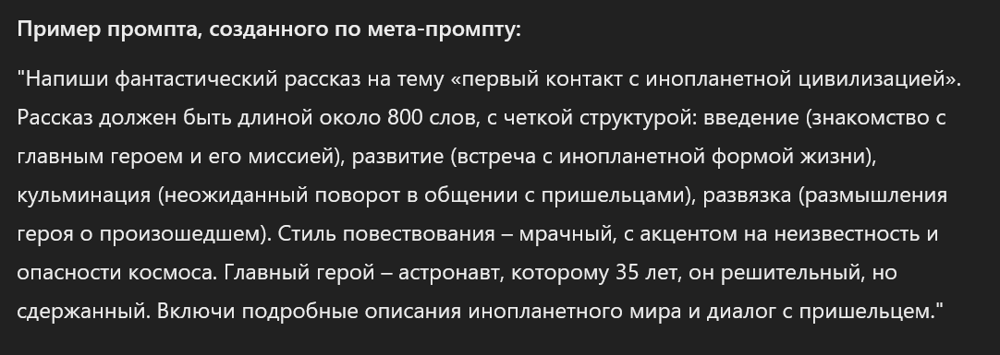 Пример промпта, созданного по мета-промпту:
"Напиши фантастический рассказ на тему «первый контакт с инопланетной цивилизацией».
Рассказ должен быть длиной около 800 слов, с четкой структурой: введение (знакомство с
главным героем и его миссией), развитие (встреча с инопланетной формой жизни),
кульминация (неожиданный поворот в общении с пришельцами), развязка (размышления
героя о произошедшем). Стиль повествования – мрачный, с акцентом на неизвестность и
опасности космоса. Главный герой – астронавт, которому 35 лет, он решительный, но
сдержанный. Включи подробные описания инопланетного мира и диалог с пришельцем."